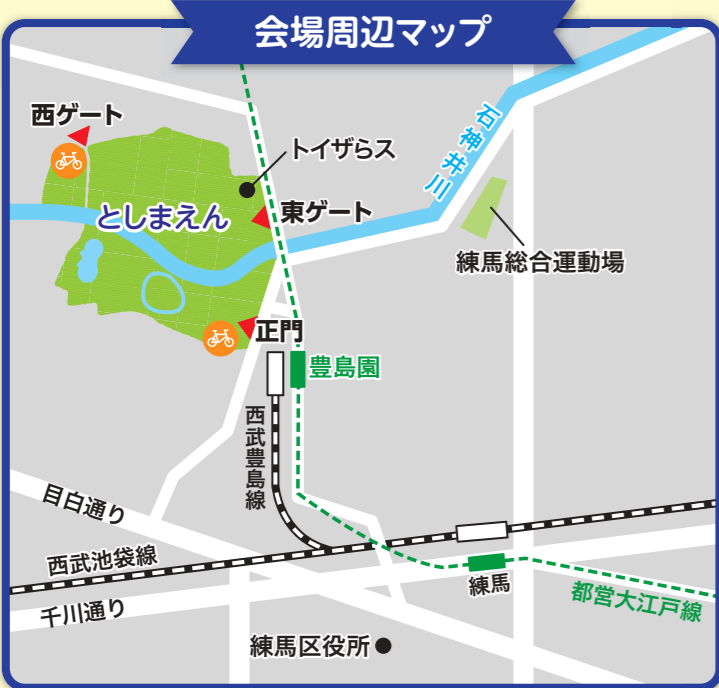 会場周辺マップ
西ゲート
トイザらス
石神井川
としまえん
東ゲート
練馬総合運動場
正門
豊島園
西武豊島線
目白通り
西武池袋線
練馬
都営大江戸線
千川通り
練馬区役所